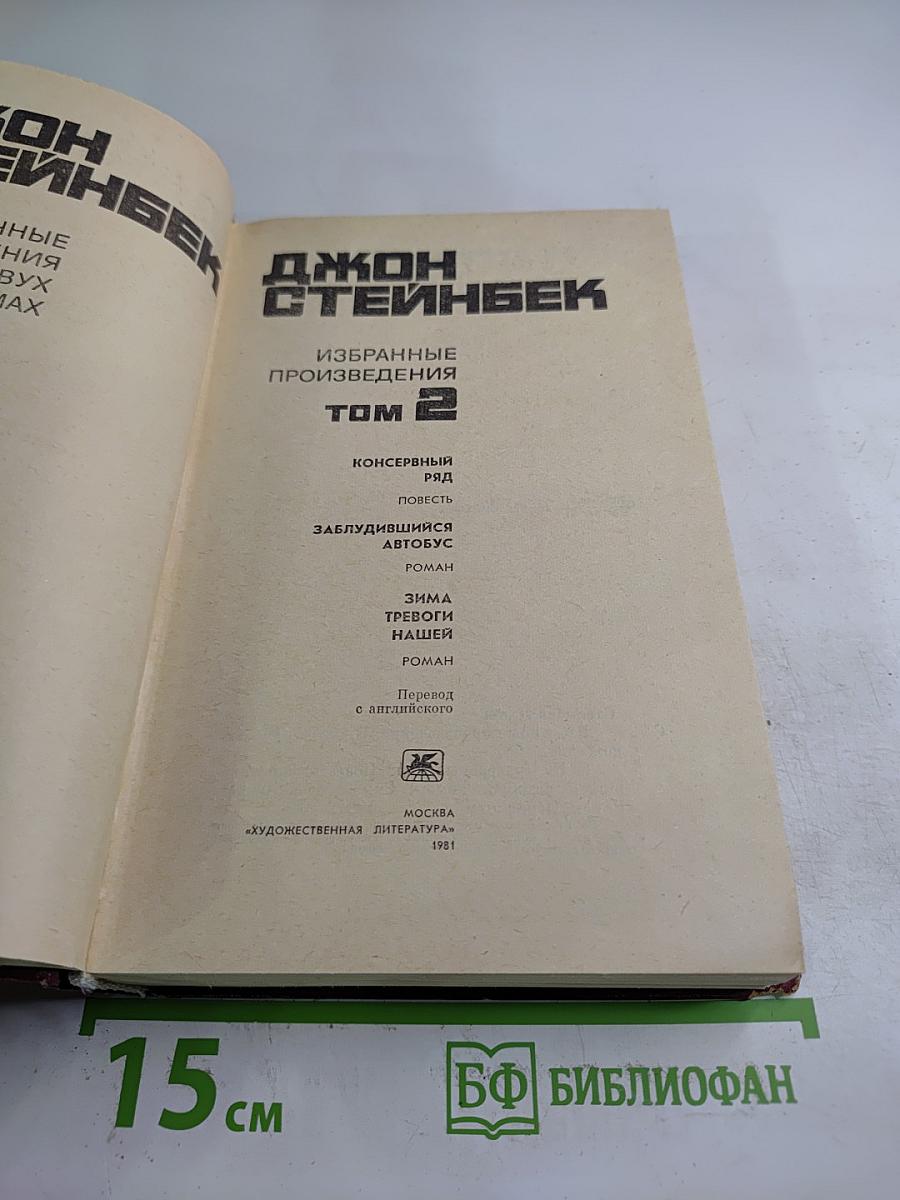 ДЖОН
СТЕЙНБЕК
ИЗБРАННЫЕ
ПРОИЗВЕДЕНИЯ
ТОМ 2
КОНСЕРВНЫЙ
РЯД
ПОВЕСТЬ
ЗАБЛУДИВШИЙСЯ
АВТОБУС
РОМАН
ЗИМА
ТРЕВОГИ
НАШЕЙ
РОМАН
Перевод
с английского
МОСКВА
«ХУДОЖЕСТВЕННАЯ ЛИТЕРАТУРА»
1981
15 см
БФ БИБЛИОФАН